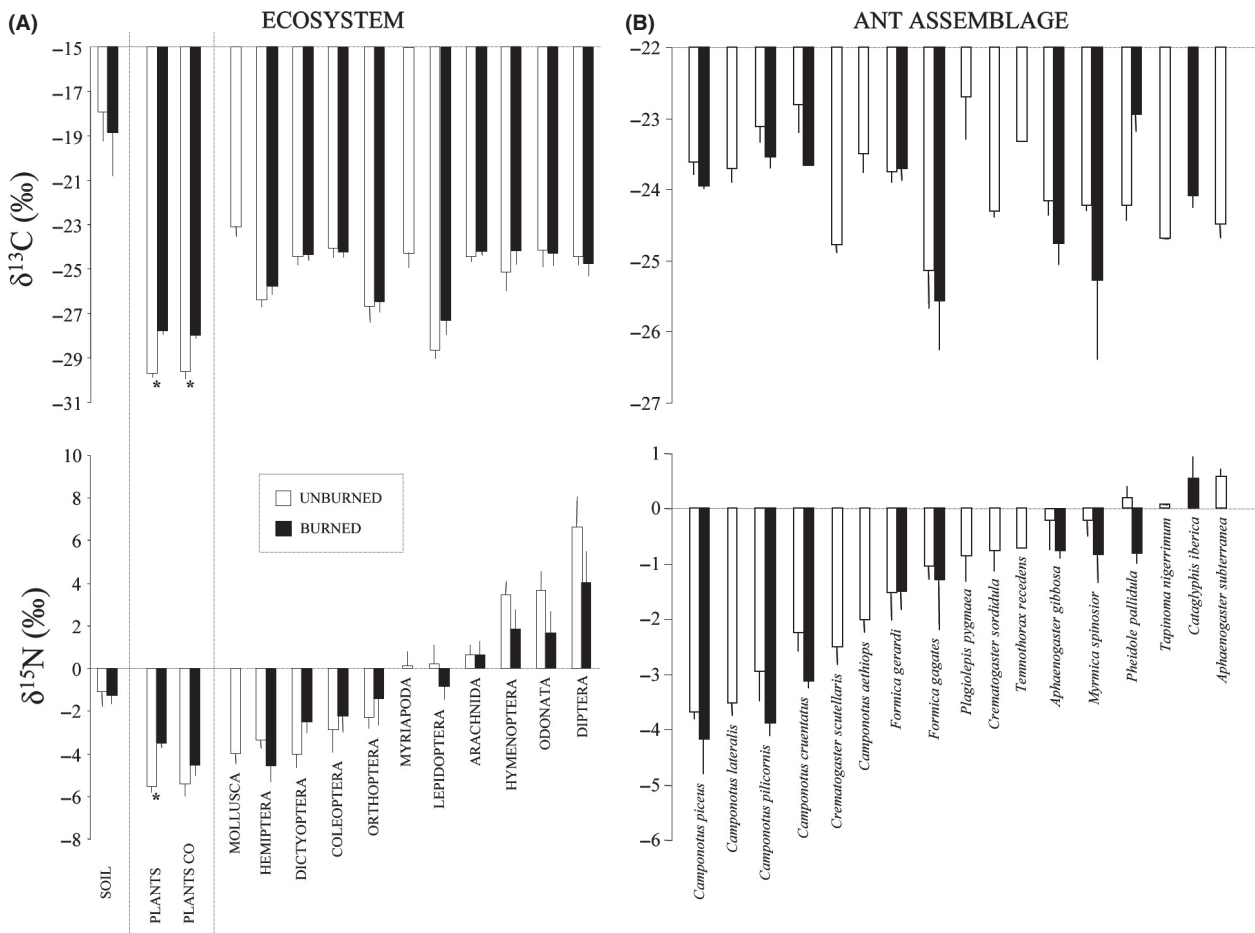 (A)
ECOSYSTEM
−15
−17
−19
−21
−23
−25
−27
−29
−31
δ13C (‰)
*
*
10
8
6
4
2
0
−2
−4
−6
−8
δ15N (‰)
UNBURNED
BURNED
*
SOIL
PLANTS
PLANTS CO
MOLLUSCA
HEMIPTERA
DICTYOPTERA
COLEOPTERA
ORTHOPTERA
MYRIAPODA
LEPIDOPTERA
ARACHNIDA
HYMENOPTERA
ODONATA
DIPTERA
(B)
ANT ASSEMBLAGE
−22
−23
−24
−25
−26
−27
1
0
−1
−2
−3
−4
−5
−6
Camponotus piceus
Camponotus lateralis
Camponotus pilicornis
Camponotus cruentatus
Crematogaster scutellaris
Camponotus aethiops
Formica gerardi
Formica gagates
Plagiolepis pygmaea
Crematogaster sordidula
Temnothorax recedens
Aphaenogaster gibbosa
Myrmica spinosior
Pheidole pallidula
Tapinoma nigerrimum
Cataglyphis iberica
Aphaenogaster subterranea